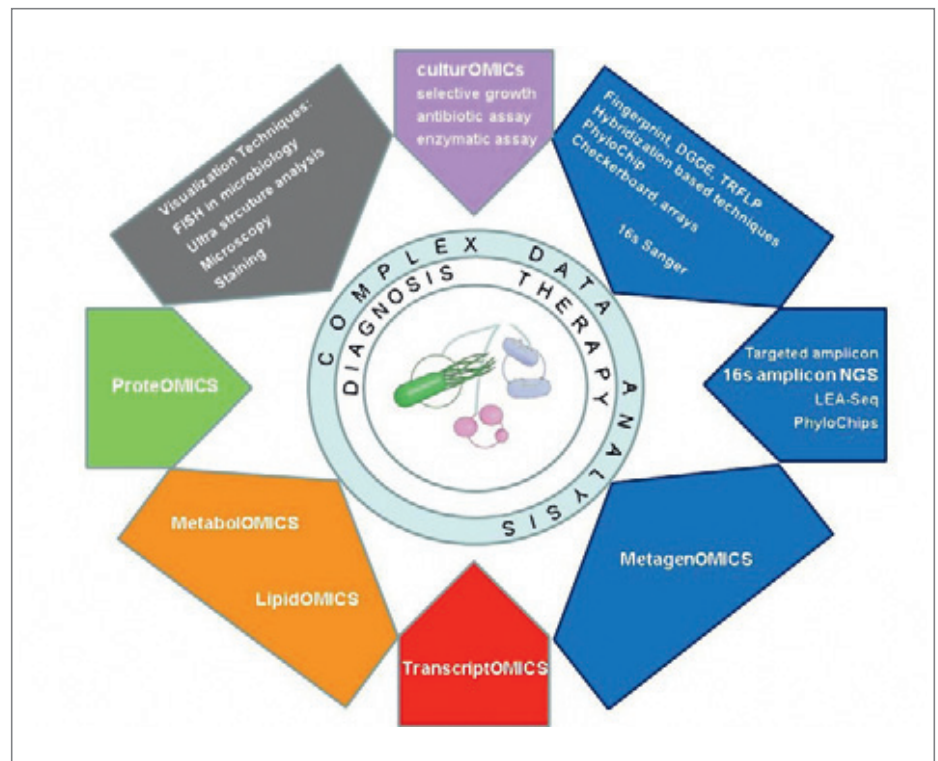 culturOMICs
selective growth
antibiotic assay
enzymatic assay
Fingerprint, DGGE, TRFLP
Hybridization based techniques
PhyloChip
Checkerboard, arrays
16s Sanger
Targeted amplicon
16s amplicon NGS
LEA-Seq
PhyloChips
MetagenOMICS
TranscriptOMICS
MetabolOMICS
LipidOMICS
ProteOMICS
Visualization Techniques:
FISH in microbiology
Ultra strcuture analysis
Microscopy
Staining
COMPLEX DATA ANALYSIS
DIAGNOSIS THERAPY